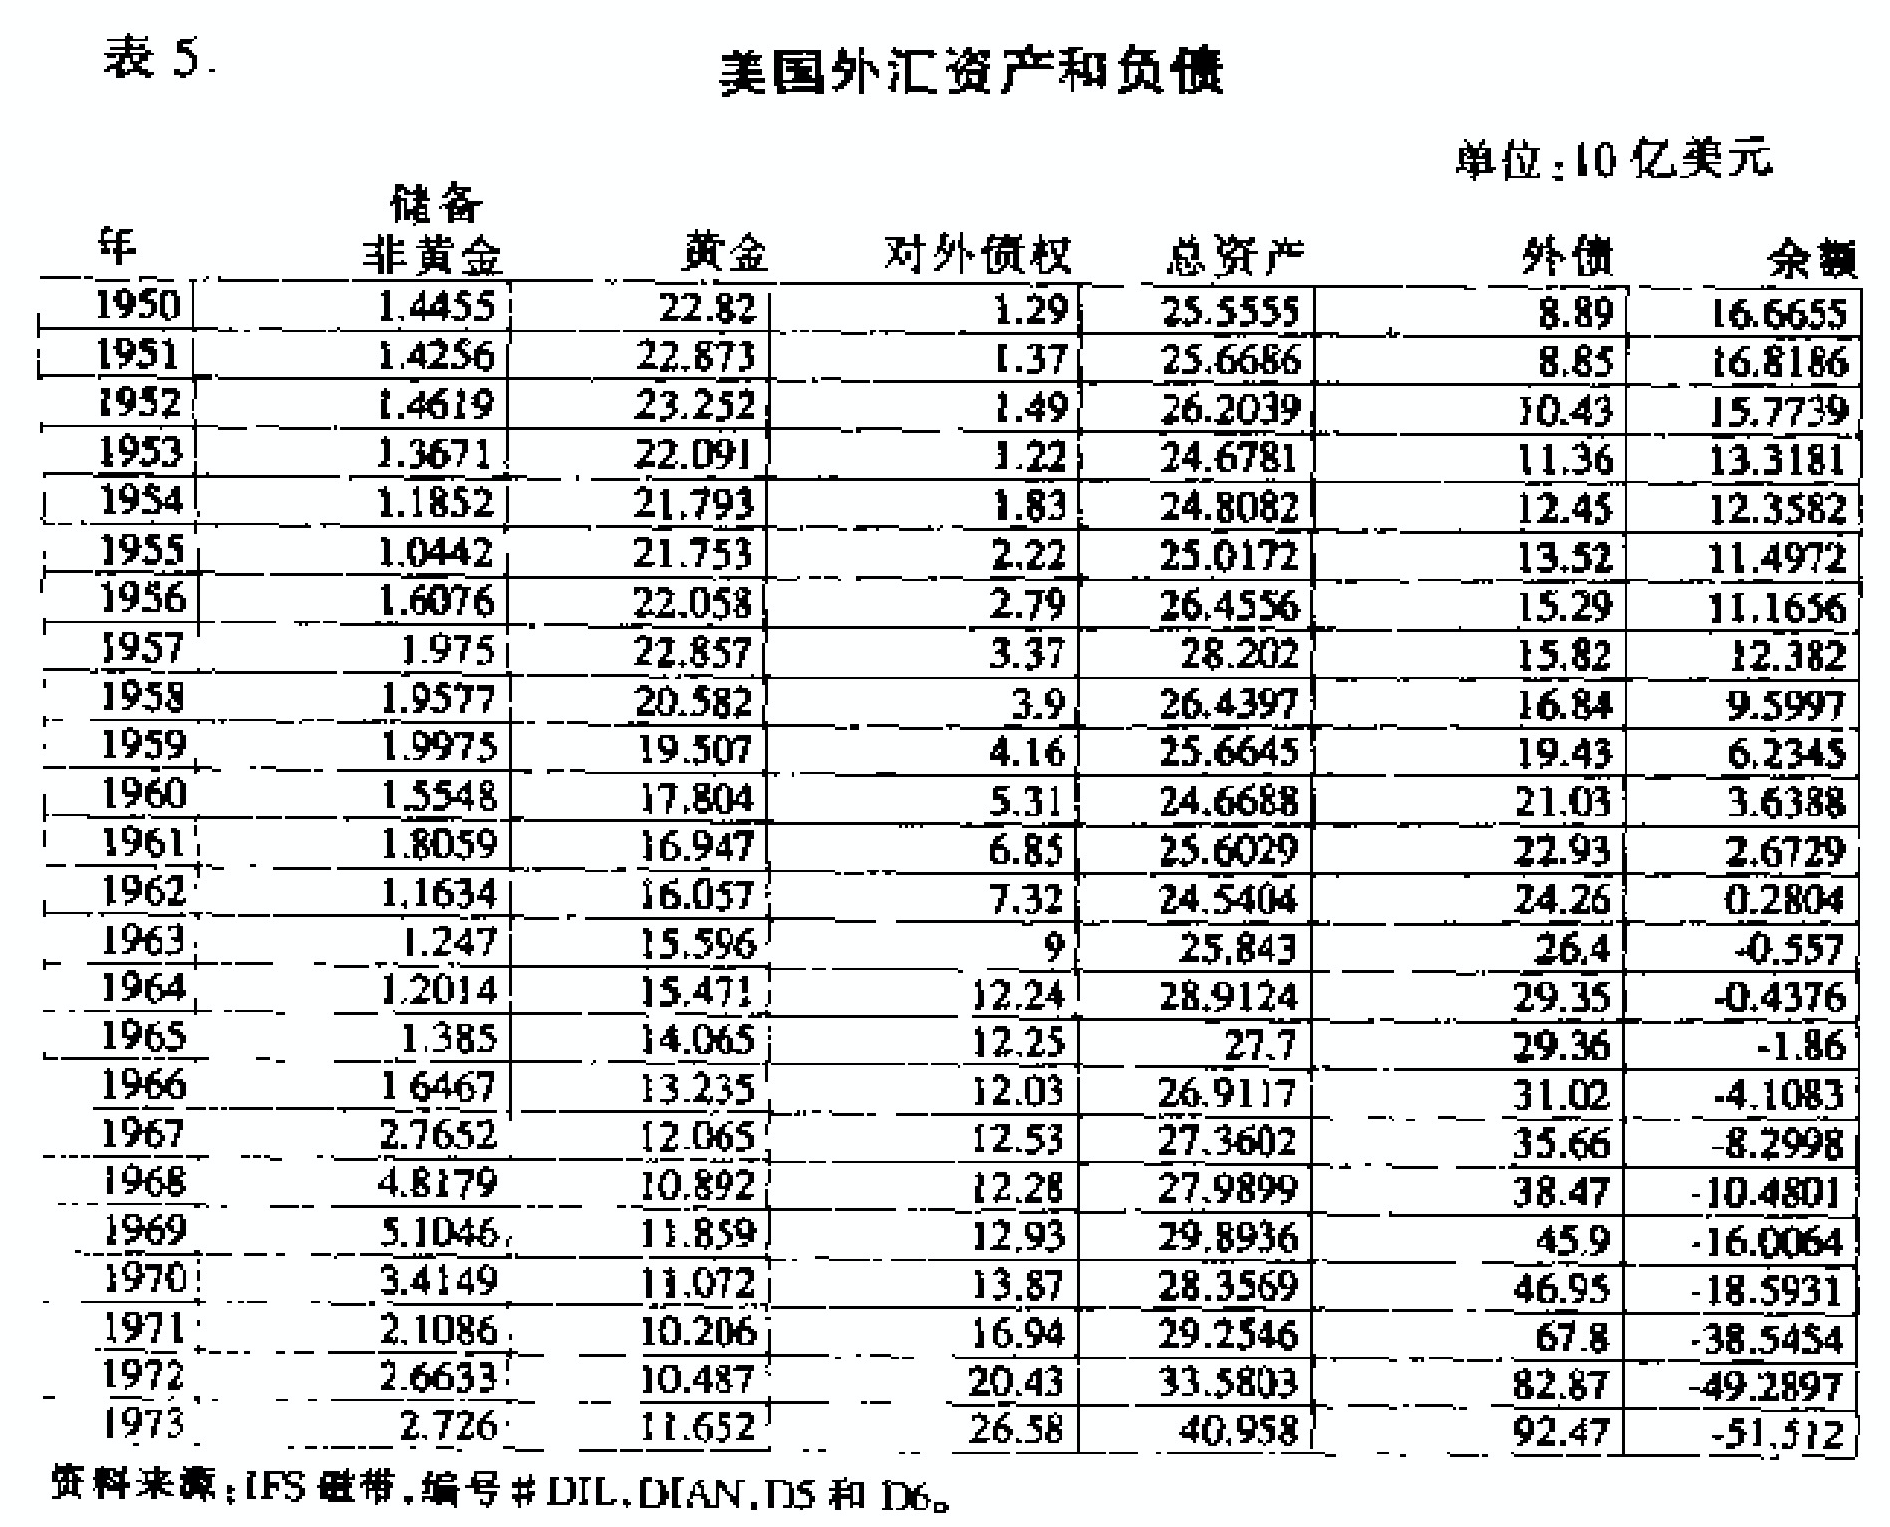 表 5.
美国外汇资产和负债
单位:10 亿美元
储备
年 非黄金 黄金 对外债权 总资产 外债 余额
1950 1.4455 22.82 1.29 25.5555 8.89 16.6655
1951 1.4256 22.873 1.37 25.6686 8.85 16.8186
1952 1.4619 23.252 1.49 26.2039 10.43 15.7739
1953 1.3671 22.091 1.22 24.6781 11.36 13.3181
1954 1.1852 21.793 1.83 24.8082 12.45 12.3582
1955 1.0442 21.753 2.22 25.0172 13.52 11.4972
1956 1.6076 22.058 2.79 26.4556 15.29 11.1656
1957 1.975 22.857 3.37 28.202 15.82 12.382
1958 1.9577 20.582 3.9 26.4397 16.84 9.5997
1959 1.9975 19.507 4.16 25.6645 19.43 6.2345
1960 1.5548 17.804 5.31 24.6688 21.03 3.6388
1961 1.8059 16.947 6.85 25.6029 22.93 2.6729
1962 1.1634 16.057 7.32 24.5404 24.26 0.2804
1963 1.247 15.596 9 25.843 26.4 -0.557
1964 1.2014 15.471 12.24 28.9124 29.35 -0.4376
1965 1.385 14.065 12.25 27.7 29.36 -1.86
1966 1 6467 13.235 12.03 26.9117 31.02 -4.1083
1967 2.7652 12.065 12.53 27.3602 35.66 -8.2998
1968 4.8179 10.892 12.28 27.9899 38.47 -10.4801
1969 5.1046 11.859 12.93 29.8936 45.9 -16.0064
1970 3.4149 11.072 13.87 28.3569 46.95 -18.5931
1971 2.1086 10.206 16.94 29.2546 67.8 -38.5454
1972 2.6633 10.487 20.43 33.5803 82.87 -49.2897
1973 2.726 11.652 26.58 40.958 92.47 -51.512
资料来源:IFS 磁带,编号#DIL,DIAN,D5 和 D6。